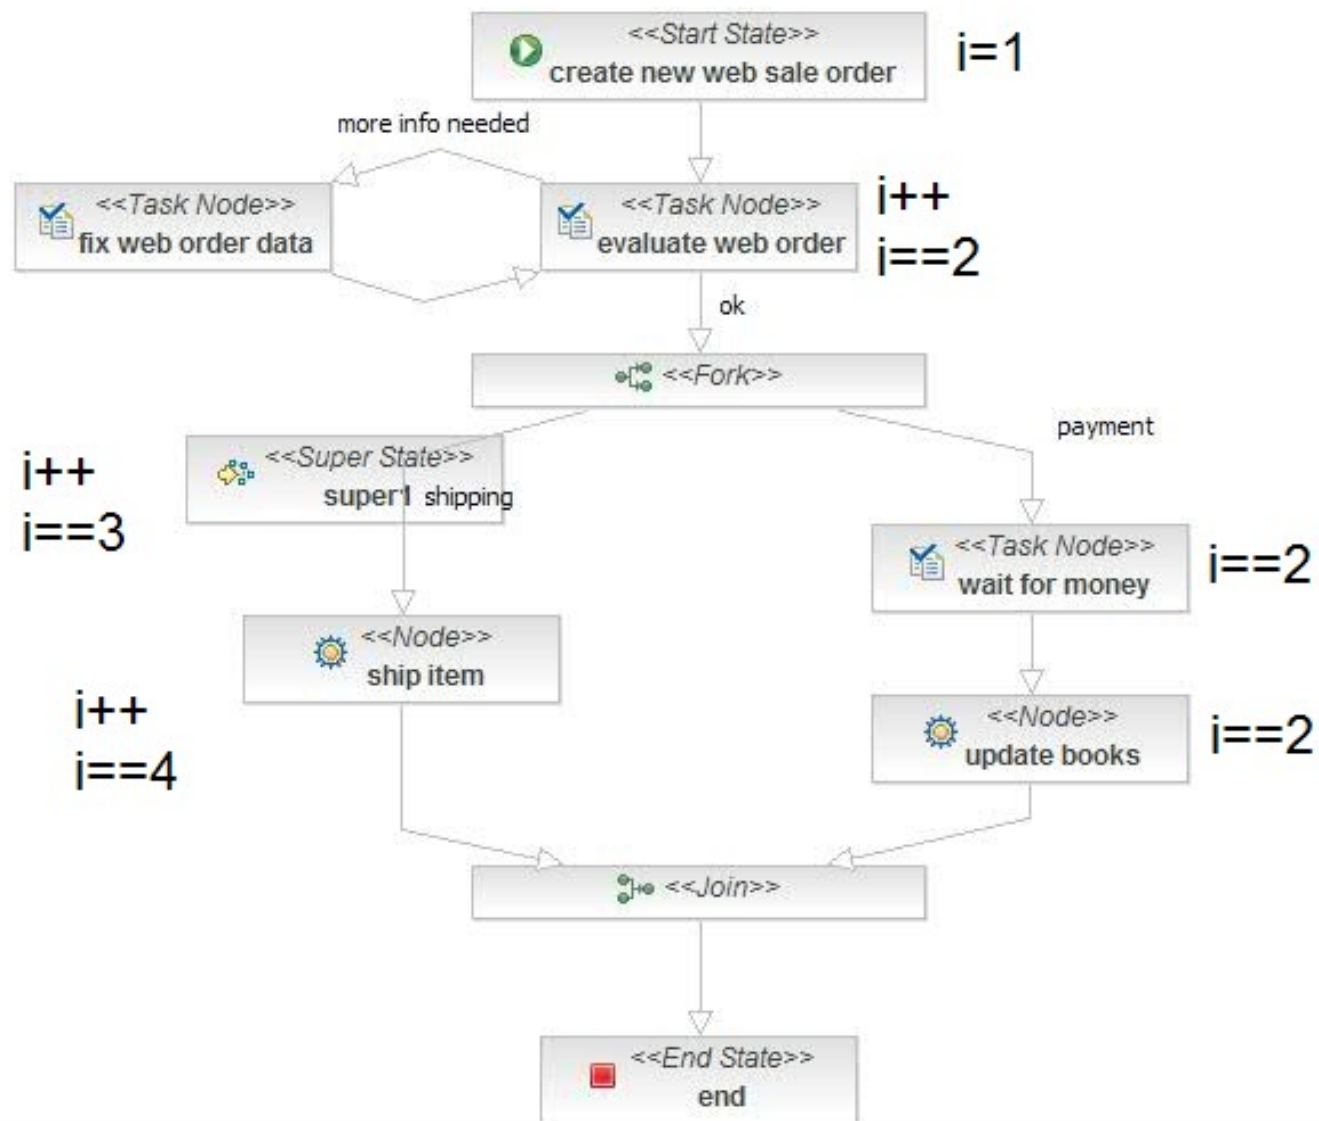 <<Start State>>
create new web sale order
i=1
more info needed
<<Task Node>>
fix web order data
<<Task Node>>
evaluate web order
i++
i==2
ok
<<Fork>>
payment
<<Super State>>
super1
shipping
i++
i==3
<<Task Node>>
wait for money
i==2
<<Node>>
ship item
i++
i==4
<<Node>>
update books
i==2
<<Join>>
<<End State>>
end